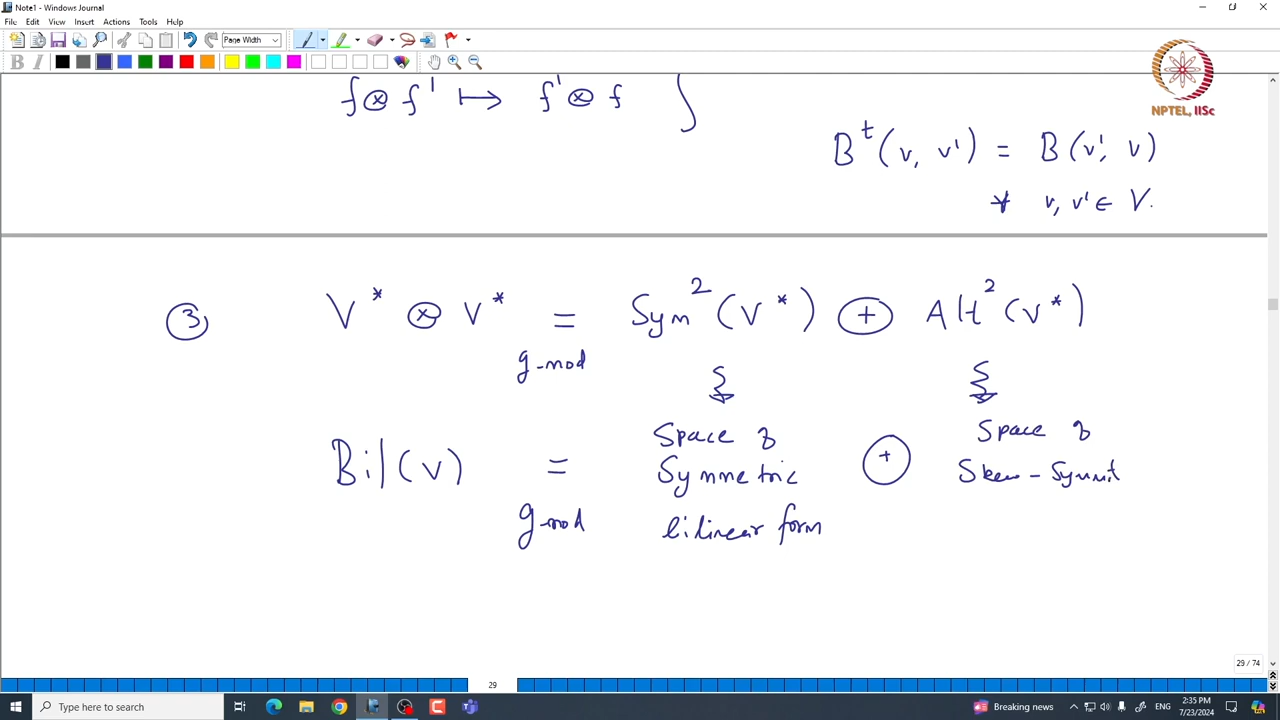 Note1 - Windows Journal
File Edit View Insert Actions Tools Help
Page Width
B I
NPTEL, IISc
f ⊗ f' ↦ f' ⊗ f }
B^t (v, v') = B(v', v)
∀ v, v' ∈ V.
③ V* ⊗ V* = Sym²(V*) ⊕ Alt²(V*)
g-mod
Space of Space of
Bil(V) = Symmetric ⊕ Skew-Symmt
g-mod bilinear form
29 / 74
29
Type here to search
Breaking news
ENG
2:35 PM
7/23/2024